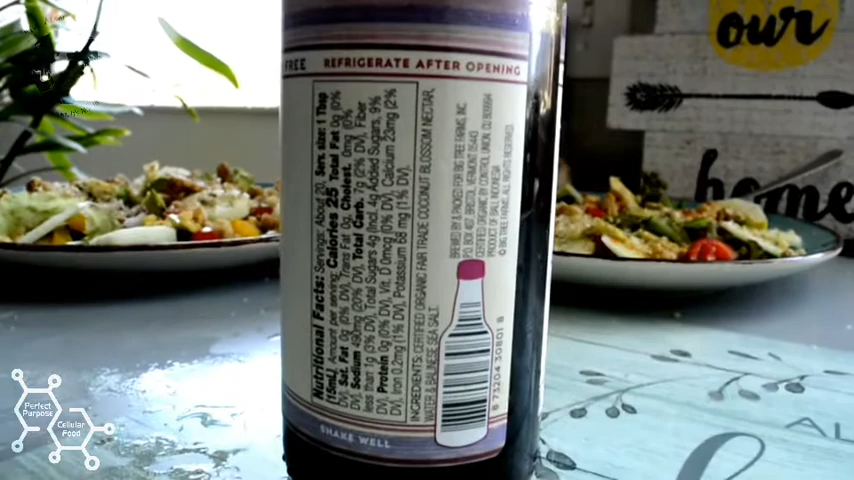 our
home
FREE REFRIGERATE AFTER OPENING
Nutritional Facts: Servings: About 20, Serv. size: 1 Tbsp
(15mL), Amount per serving: Calories 25 Total Fat 0g (0%
DV), Sat. Fat 0g (0% DV), Trans Fat 0g, Cholest. 0mg (0%
DV), Sodium 490mg (20% DV), Total Carb. 7g (2% DV), Fiber
less than 1g (3% DV), Total Sugars 4g (Incl. 4g Added Sugars, 9%
DV), Protein 0g (0% DV), Vit. D 0mcg (0% DV), Calcium 23mg (2%
DV), Iron 0.2mg (1% DV), Potassium 68 mg (1% DV).
INGREDIENTS: CERTIFIED ORGANIC FAIR TRADE COCONUT BLOSSOM NECTAR,
WATER & BALINESE SEA SALT.
BREWED BY & PACKED FOR BIG TREE FARMS, INC.
P.O. BOX 407, BRISTOL, VERMONT 05443
CERTIFIED ORGANIC BY CONTROL UNION,
PRODUCT OF BALI, INDONESIA
© BIG TREE FARMS. ALL RIGHTS RESERVED.
8 73204 30801 8
SHAKE WELL
Perfect
Purpose
Cellular
Food
AL